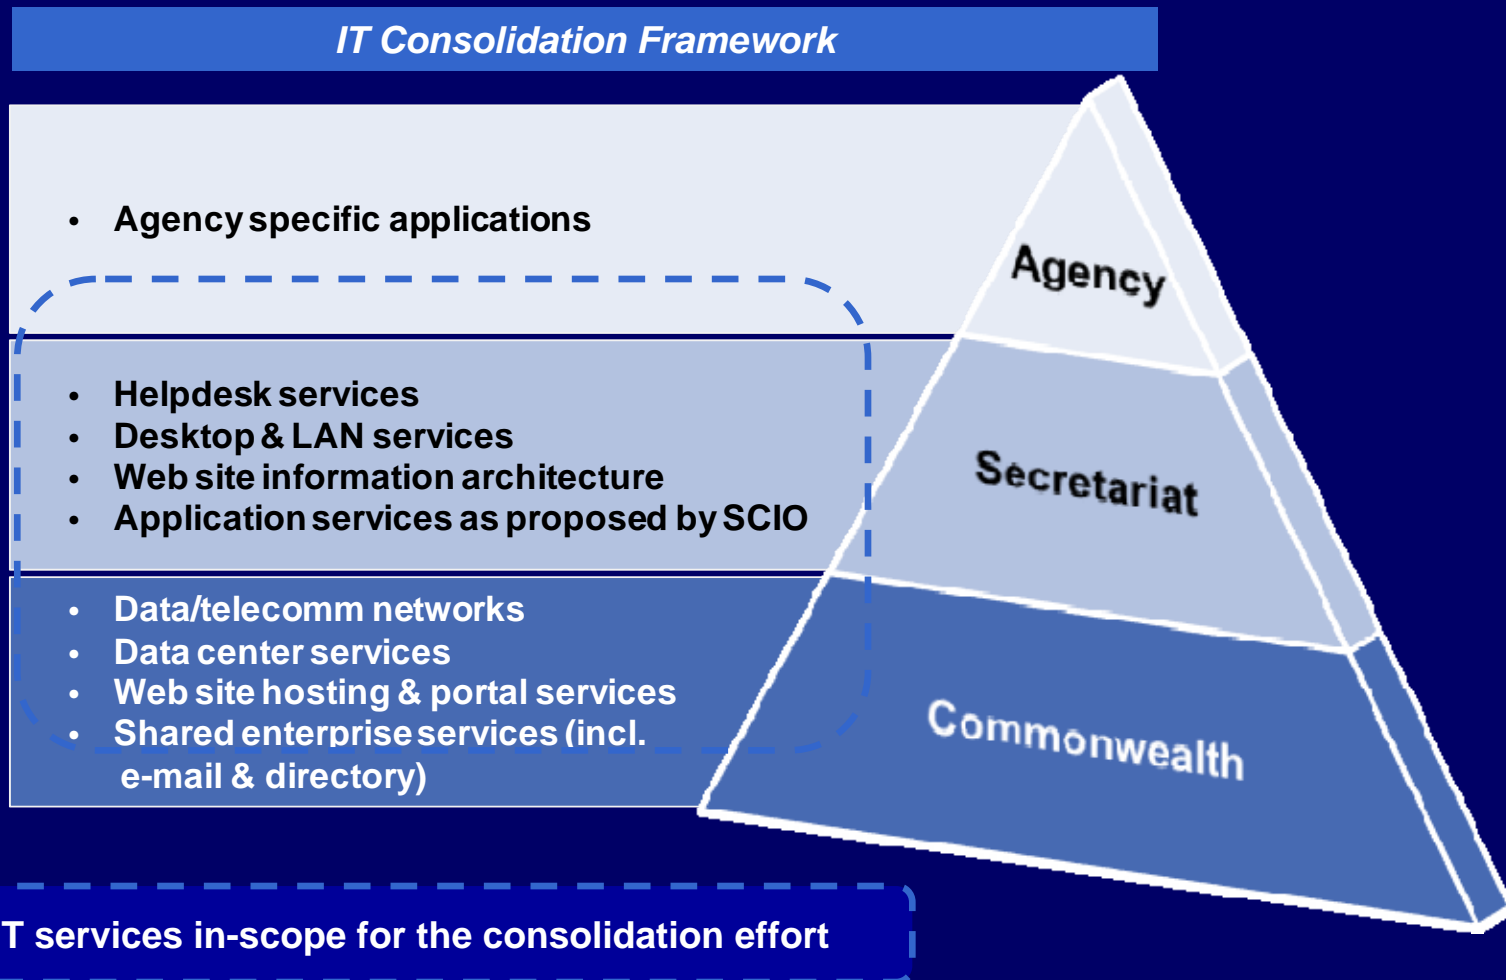 IT Consolidation Framework
• Agency specific applications
Agency
• Helpdesk services
• Desktop & LAN services
• Web site information architecture
• Application services as proposed by SCIO
Secretariat
• Data/telecomm networks
• Data center services
• Web site hosting & portal services
• Shared enterprise services (incl.
e-mail & directory)
Commonwealth
T services in-scope for the consolidation effort